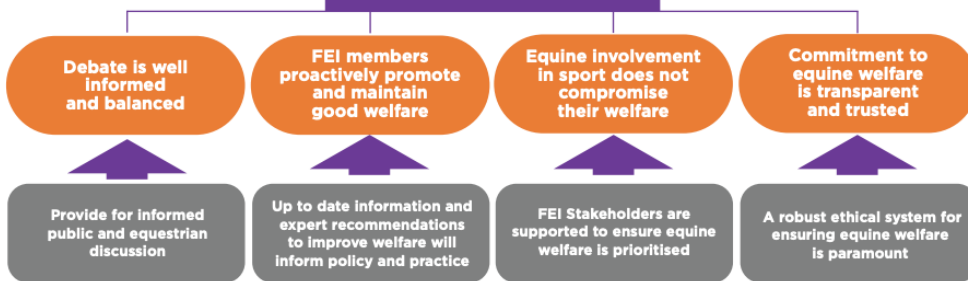 Debate is well
informed
and balanced
FEI members
proactively promote
and maintain
good welfare
Equine involvement
in sport does not
compromise
their welfare
Commitment to
equine welfare
is transparent
and trusted
Provide for informed
public and equestrian
discussion
Up to date information and
expert recommendations
to improve welfare will
inform policy and practice
FEI Stakeholders are
supported to ensure equine
welfare is prioritised
A robust ethical system for
ensuring equine welfare
is paramount